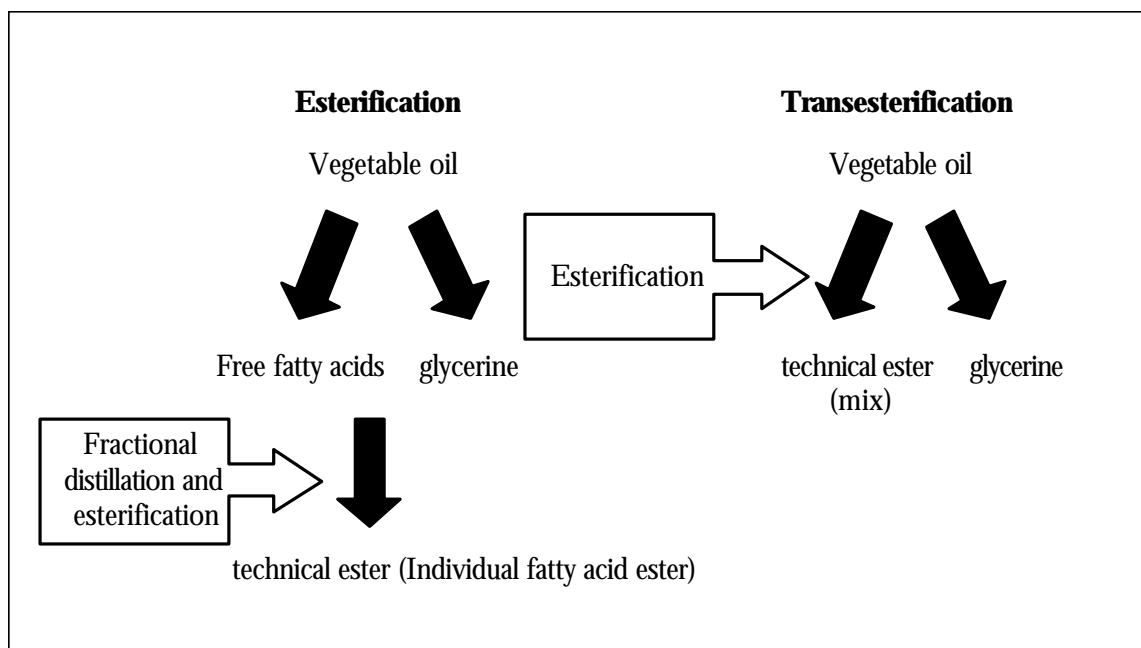 Esterification
Vegetable oil
Free fatty acids
glycerine
Fractional
distillation and
esterification
technical ester (Individual fatty acid ester)
Esterification
Transesterification
Vegetable oil
technical ester
(mix)
glycerine